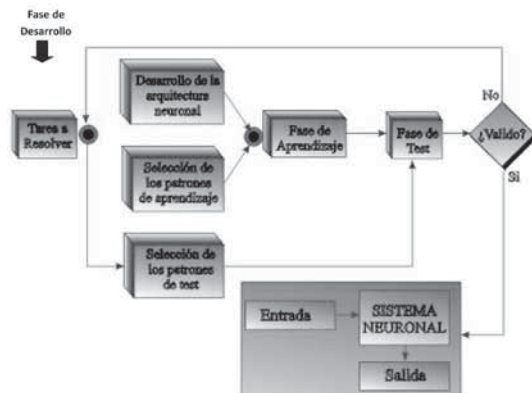 Fase de
Desarrollo
Tarea a
Resolver
Desarrollo de la
arquitectura
neuronal
Selección de
los patrones
de aprendizaje
Selección de
los patrones
de test
Fase de
Aprendizaje
Fase de
Test
¿Valido?
No
Si
Entrada
SISTEMA
NEURONAL
Salida